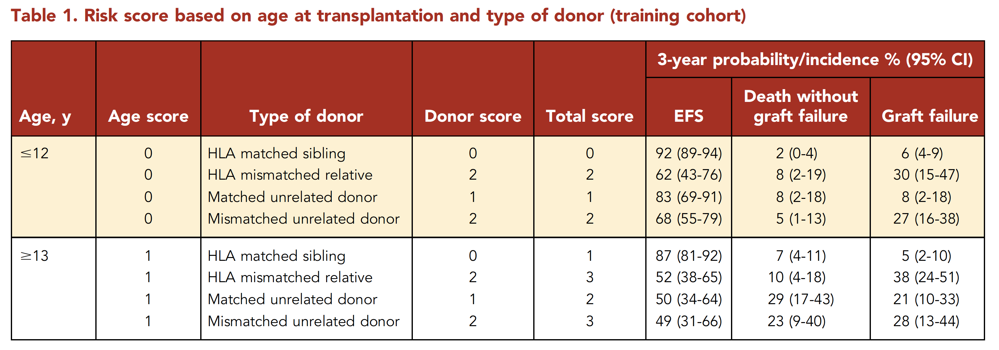 Table 1. Risk score based on age at transplantation and type of donor (training cohort)
3-year probability/incidence % (95% CI)
Age, y Age score Type of donor Donor score Total score EFS Death without graft failure Graft failure
≤12 0 HLA matched sibling 0 0 92 (89-94) 2 (0-4) 6 (4-9)
0 HLA mismatched relative 2 2 62 (43-76) 8 (2-19) 30 (15-47)
0 Matched unrelated donor 1 1 83 (69-91) 8 (2-18) 8 (2-18)
0 Mismatched unrelated donor 2 2 68 (55-79) 5 (1-13) 27 (16-38)
≥13 1 HLA matched sibling 0 1 87 (81-92) 7 (4-11) 5 (2-10)
1 HLA mismatched relative 2 3 52 (38-65) 10 (4-18) 38 (24-51)
1 Matched unrelated donor 1 2 50 (34-64) 29 (17-43) 21 (10-33)
1 Mismatched unrelated donor 2 3 49 (31-66) 23 (9-40) 28 (13-44)